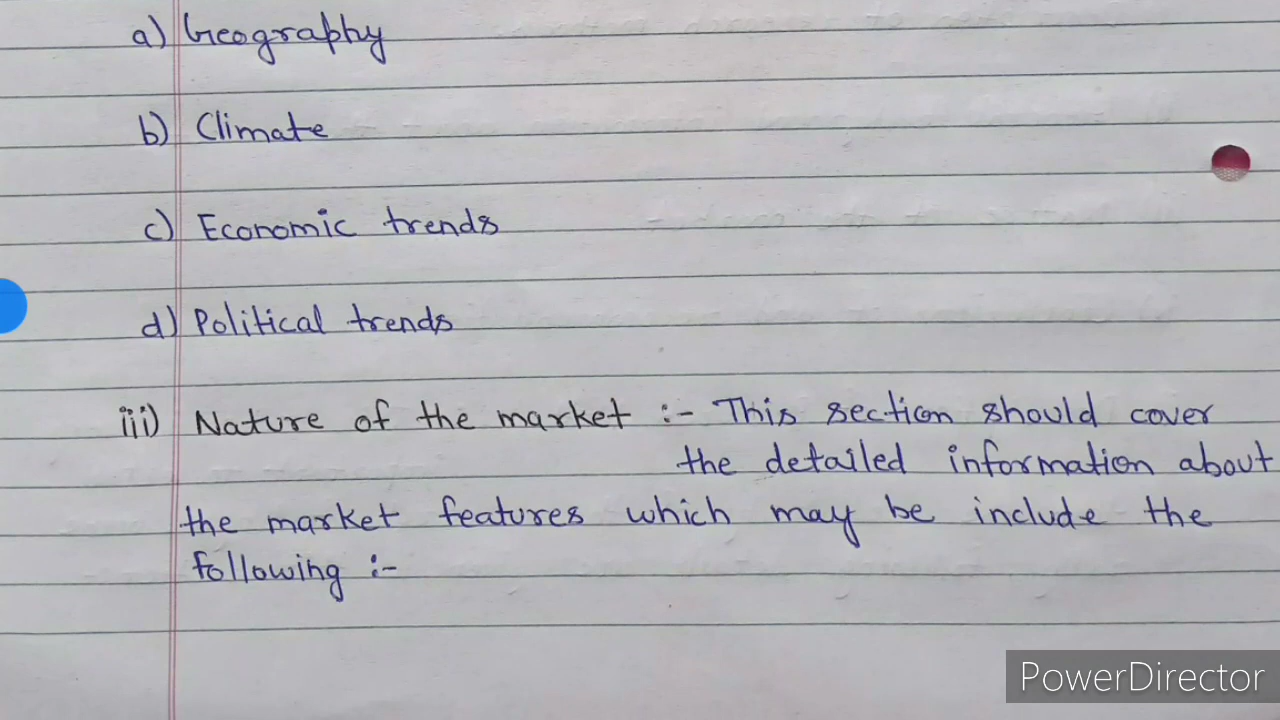 a) Geography
b) Climate
c) Economic trends
d) Political trends
iii) Nature of the market :- This section should cover
the detailed information about
the market features which may be include the
following :-
PowerDirector